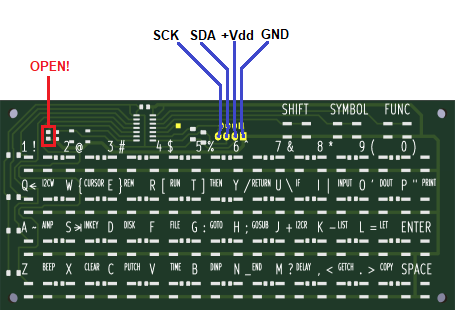 SCK SDA +Vdd GND
OPEN!
SHIFT SYMBOL FUNC
1 ! 2 @ 3 # 4 $ 5 % 6 ^ 7 & 8 * 9 ( 0 )
Q < I2CW W { CURSOR E } REM R [ RUN T ] THEN Y / RETURN U \ IF I | INPUT O ' DOUT P " PRINT
A ~ AMP S INKEY D DISK F FILE G : GOTO H ; GOSUB J + I2CR K - LIST L = LET ENTER
Z BEEP X CLEAR C PUTCH V TIME B DINP N _ END M ? DELAY , < GETCH . > COPY SPACE